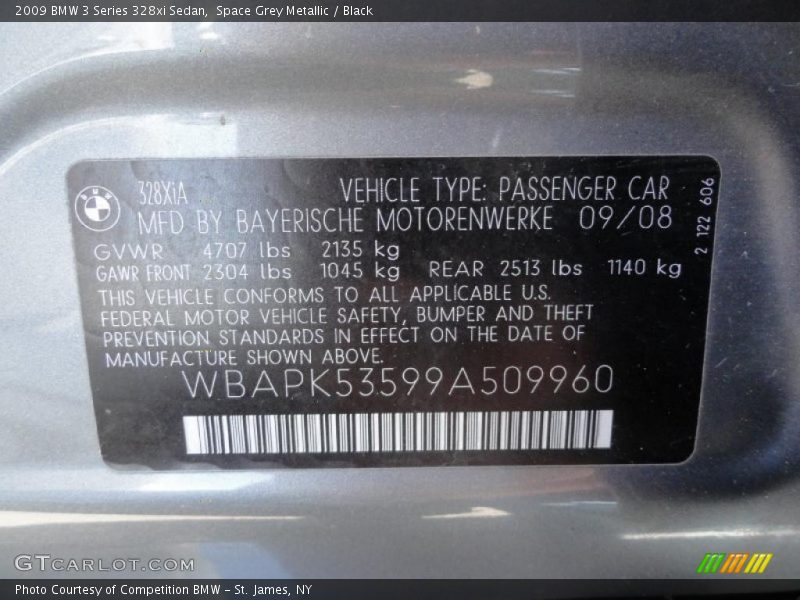 2009 BMW 3 Series 328xi Sedan, Space Grey Metallic / Black
BMW
328XiA VEHICLE TYPE: PASSENGER CAR
MFD BY BAYERISCHE MOTORENWERKE 09/08
GVWR 4707 lbs 2135 kg
GAWR FRONT 2304 lbs 1045 kg REAR 2513 lbs 1140 kg
THIS VEHICLE CONFORMS TO ALL APPLICABLE U.S.
FEDERAL MOTOR VEHICLE SAFETY, BUMPER AND THEFT
PREVENTION STANDARDS IN EFFECT ON THE DATE OF
MANUFACTURE SHOWN ABOVE.
WBAPK53599A509960
2 122 606
GTCARLOT.COM
Photo Courtesy of Competition BMW – St. James, NY